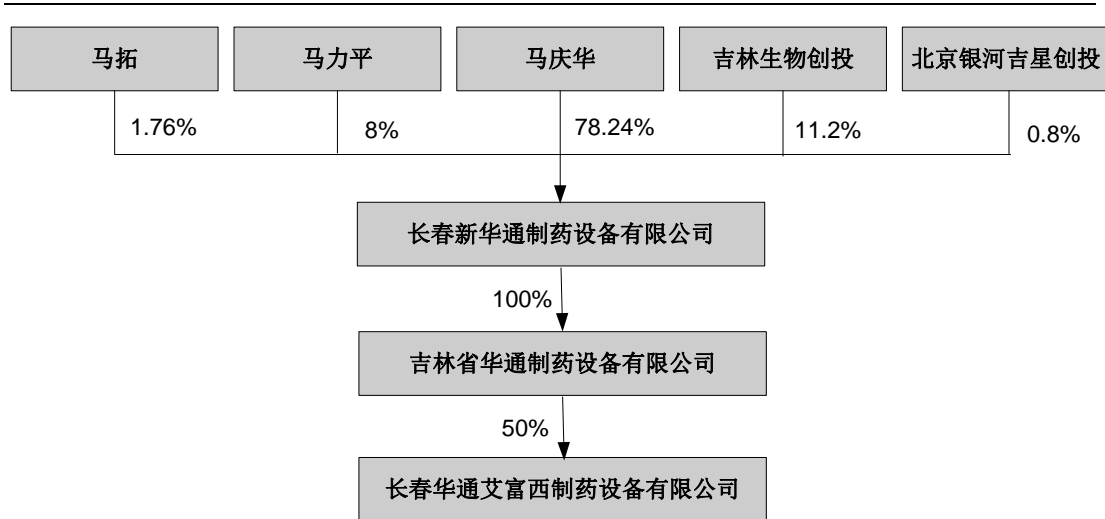 马拓
马力平
马庆华
吉林生物创投
北京银河吉星创投
1.76%
8%
78.24%
11.2%
0.8%
长春新华通制药设备有限公司
100%
吉林省华通制药设备有限公司
50%
长春华通艾富西制药设备有限公司